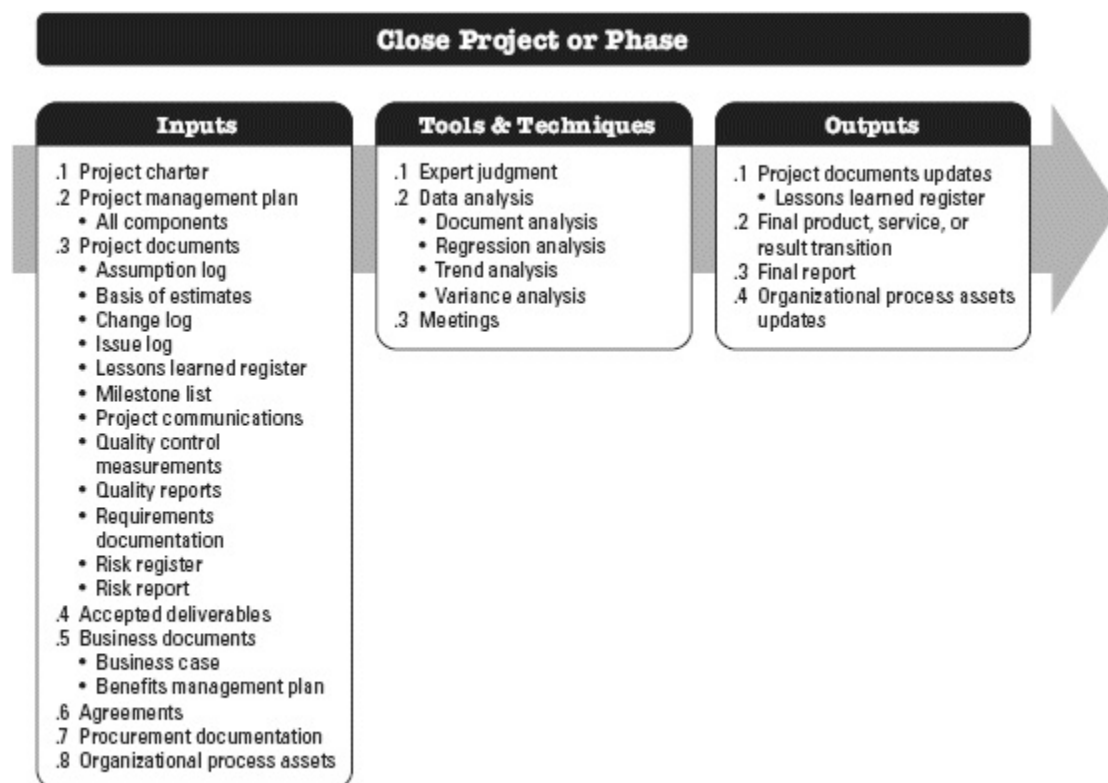 Close Project or Phase
Inputs
.1 Project charter
.2 Project management plan
• All components
.3 Project documents
• Assumption log
• Basis of estimates
• Change log
• Issue log
• Lessons learned register
• Milestone list
• Project communications
• Quality control
measurements
• Quality reports
• Requirements
documentation
• Risk register
• Risk report
.4 Accepted deliverables
.5 Business documents
• Business case
• Benefits management plan
.6 Agreements
.7 Procurement documentation
.8 Organizational process assets
Tools & Techniques
.1 Expert judgment
.2 Data analysis
• Document analysis
• Regression analysis
• Trend analysis
• Variance analysis
.3 Meetings
Outputs
.1 Project documents updates
• Lessons learned register
.2 Final product, service, or
result transition
.3 Final report
.4 Organizational process assets
updates